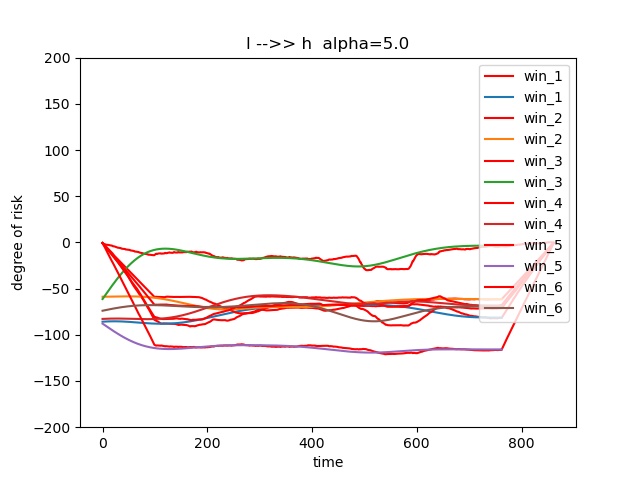 l -->> h  alpha=5.0
200
150
100
50
0
−50
−100
−150
−200
degree of risk
0
200
400
600
800
time
win_1
win_1
win_2
win_2
win_3
win_3
win_4
win_4
win_5
win_5
win_6
win_6